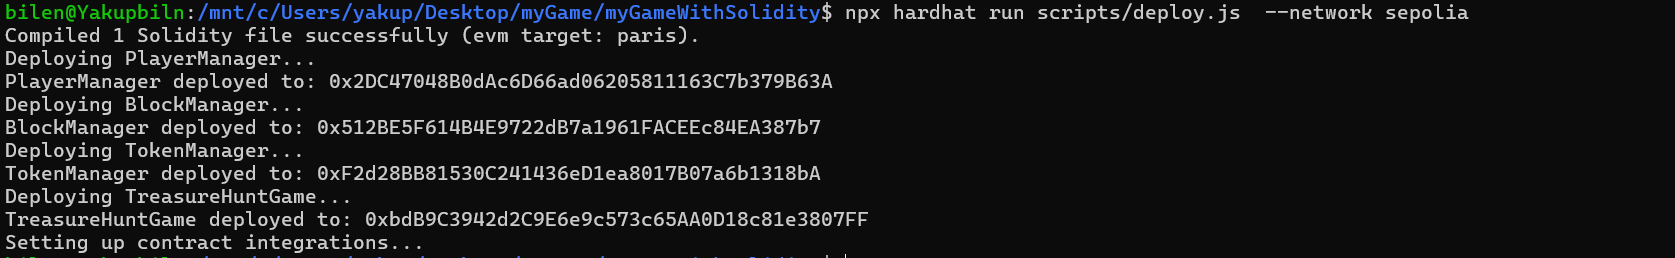 bilen@Yakupbiln:/mnt/c/Users/yakup/Desktop/myGame/myGameWithSolidity$ npx hardhat run scripts/deploy.js  --network sepolia
Compiled 1 Solidity file successfully (evm target: paris).
Deploying PlayerManager...
PlayerManager deployed to: 0x2DC47048B0dAc6D66ad06205811163C7b379B63A
Deploying BlockManager...
BlockManager deployed to: 0x512BE5F614B4E9722dB7a1961FACEEc84EA387b7
Deploying TokenManager...
TokenManager deployed to: 0xF2d28BB81530C241436eD1ea8017B07a6b1318bA
Deploying TreasureHuntGame...
TreasureHuntGame deployed to: 0xbdB9C3942d2C9E6e9c573c65AA0D18c81e3807FF
Setting up contract integrations...